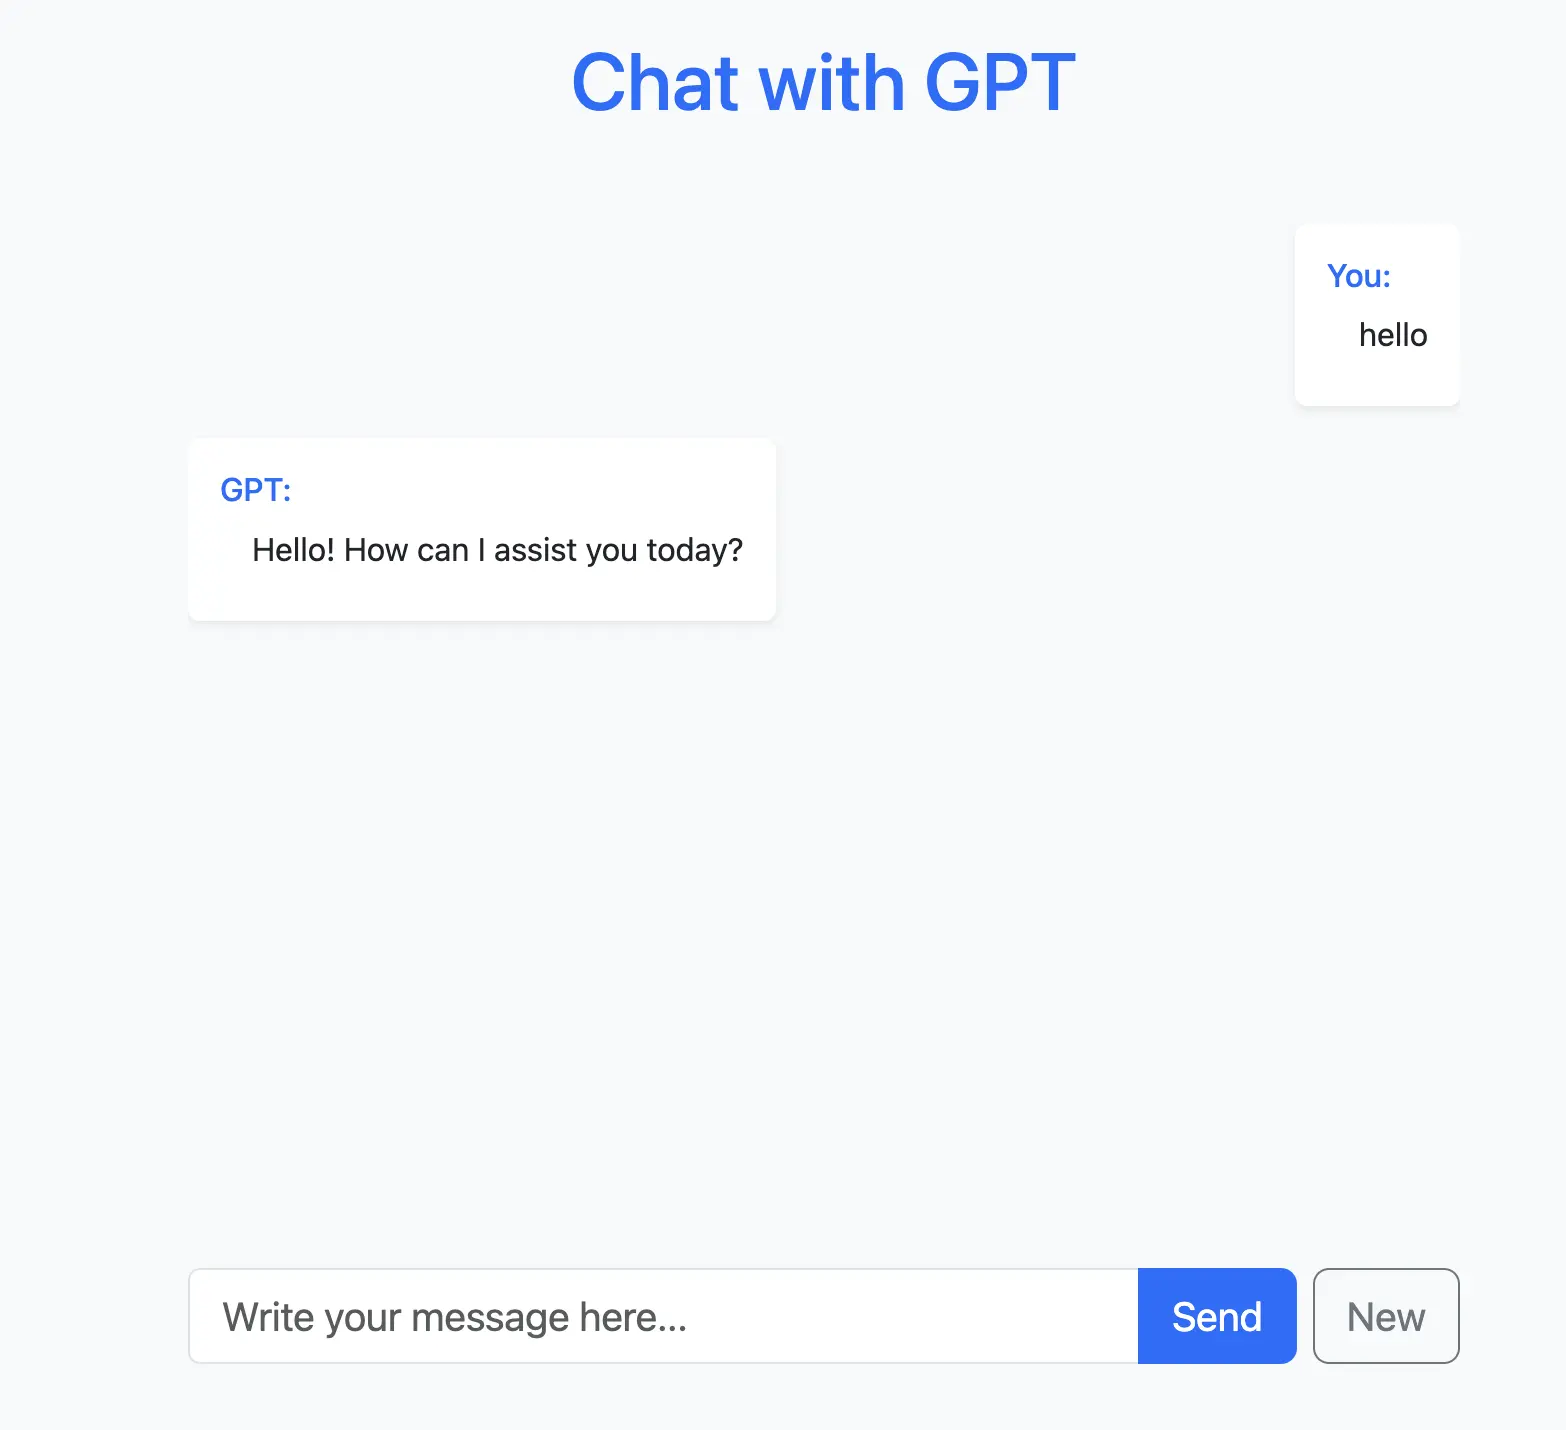 Chat with GPT
You:
hello
GPT:
Hello! How can I assist you today?
Write your message here...
Send
New